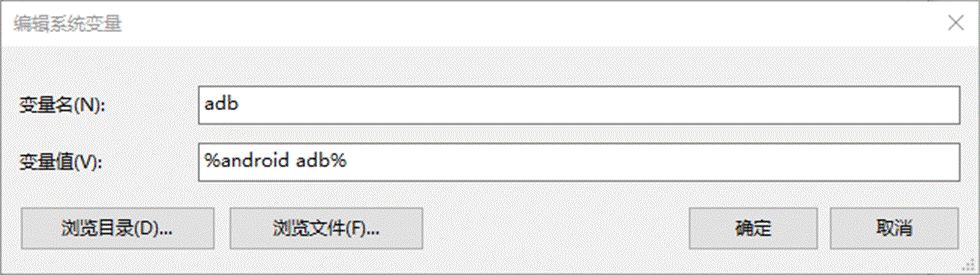 编辑系统变量
变量名(N):
adb
变量值(V):
%android adb%
浏览目录(D)...
浏览文件(F)...
确定
取消